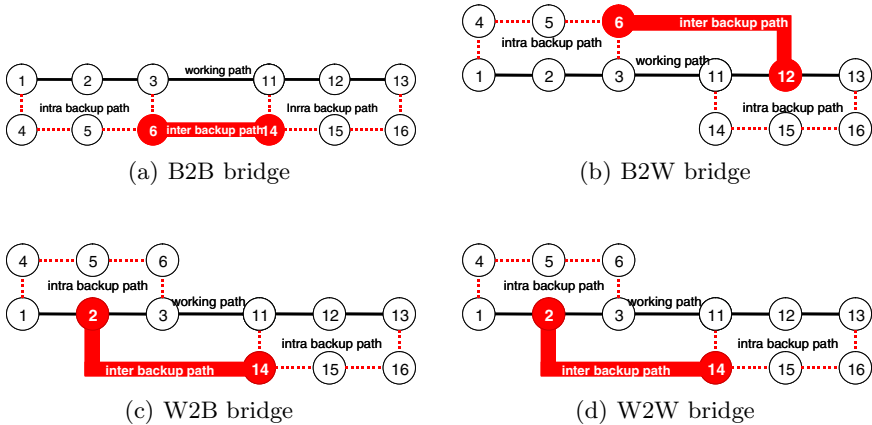 1 2 3 working path 11 12 13
intra backup path Inrra backup path
4 5 6 inter backup path 14 15 16
(a) B2B bridge
4 5 6 inter backup path
intra backup path
1 2 3 working path 11 12 13
intra backup path
14 15 16
(b) B2W bridge
4 5 6
intra backup path
1 2 3 working path 11 12 13
intra backup path
inter backup path 14 15 16
(c) W2B bridge
4 5 6
intra backup path
1 2 3 working path 11 12 13
intra backup path
inter backup path 14 15 16
(d) W2W bridge